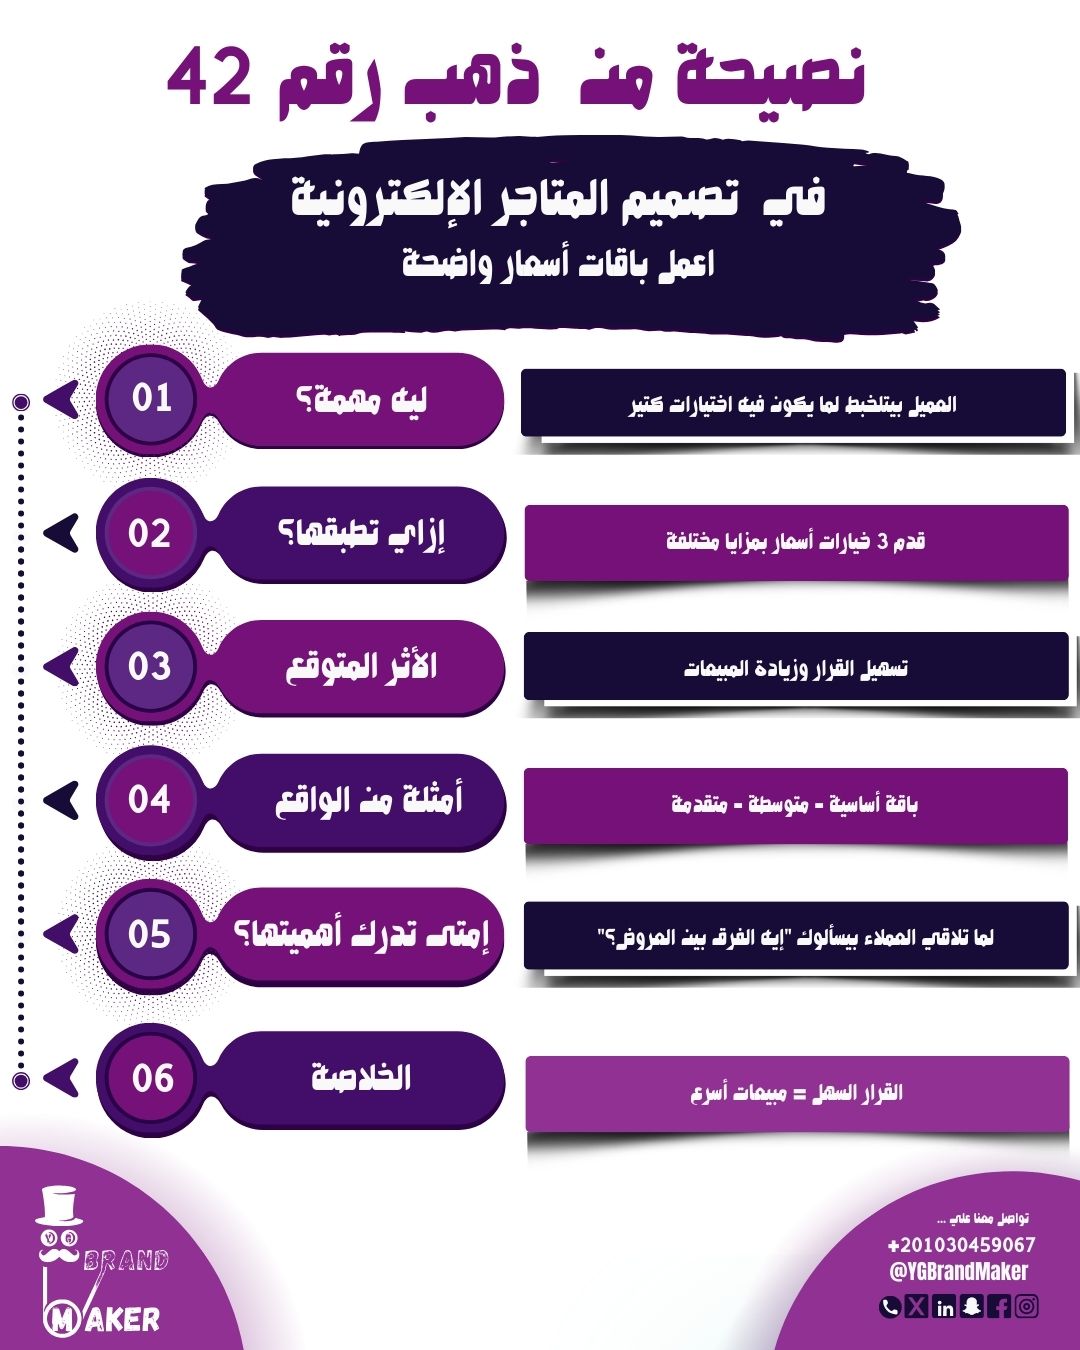 نصيحة من ذهب رقم 42
في تصميم المتاجر الإلكترونية
اعمل باقات أسعار واضحة
01
ليه مهمة؟
العميل بيتلخبط لما يكون فيه اختيارات كتير
02
إزاي تطبقها؟
قدم 3 خيارات أسعار بمزايا مختلفة
03
الأثر المتوقع
تسهيل القرار وزيادة المبيعات
04
أمثلة من الواقع
باقة أساسية - متوسطة - متقدمة
05
إمتى تدرك أهميتها؟
لما تلاقي العملاء بيسألوك "إيه الفرق بين العروض؟"
06
الخلاصة
القرار السهل = مبيعات أسرع
YG
BRAND
MAKER
تواصل معنا علي ...
+201030459067
@YGBrandMaker